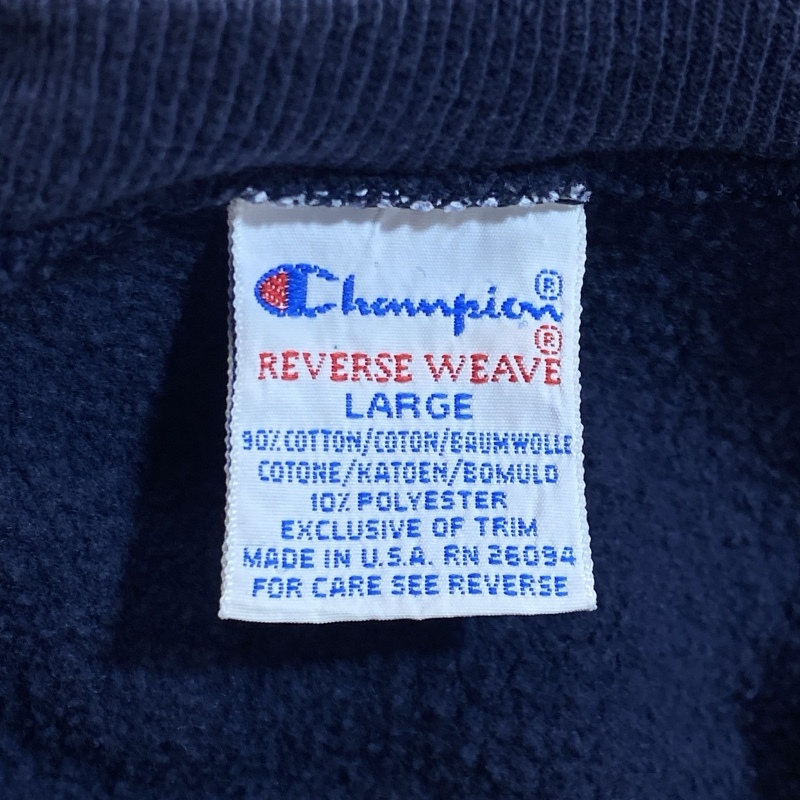 Champion®
REVERSE WEAVE®
LARGE
90% COTTON/COTON/BAUMWOLLE
COTONE/KATOEN/BOMULD
10% POLYESTER
EXCLUSIVE OF TRIM
MADE IN U.S.A. RN 26094
FOR CARE SEE REVERSE